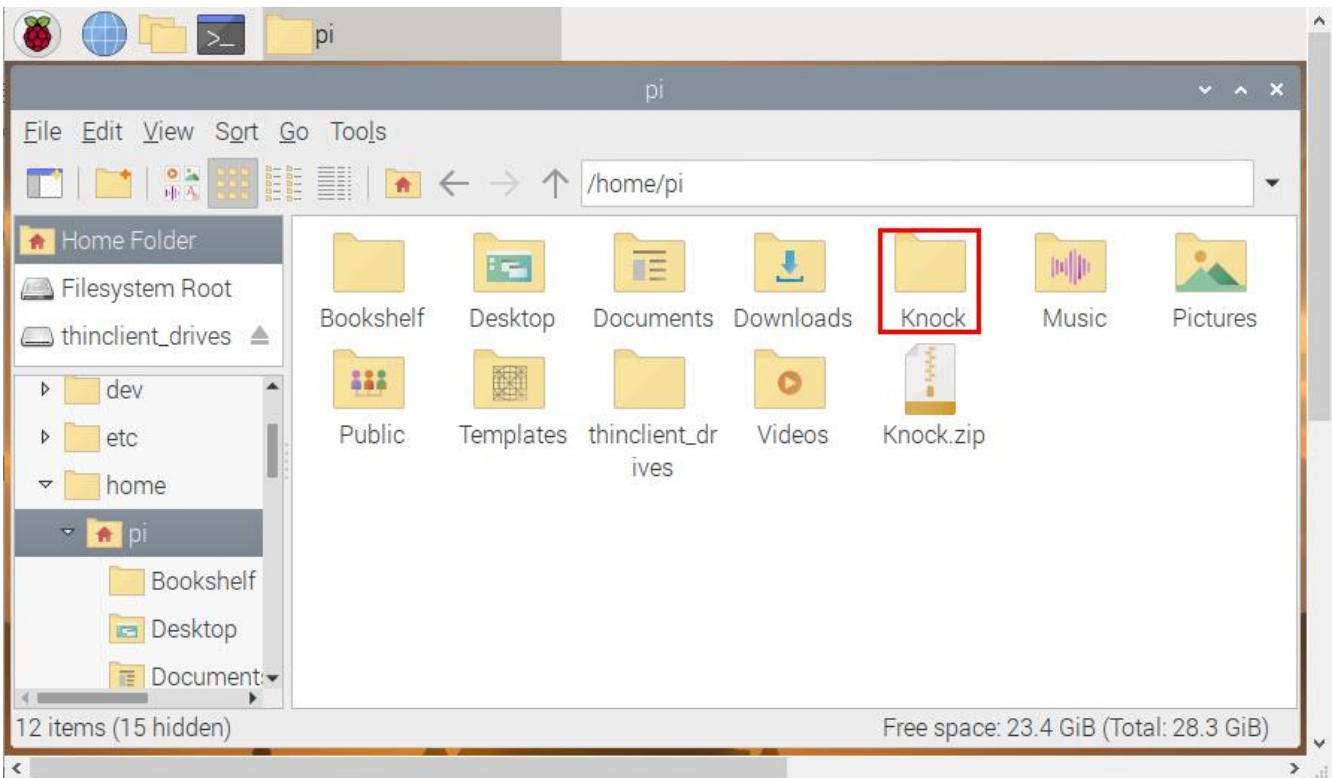 pi
pi
File Edit View Sort Go Tools
/home/pi
Home Folder
Filesystem Root
thinclient_drives
dev
etc
home
pi
Bookshelf
Desktop
Document
Bookshelf Desktop Documents Downloads Knock Music Pictures
Public Templates thinclient_dr Videos Knock.zip
ives
12 items (15 hidden) Free space: 23.4 GiB (Total: 28.3 GiB)